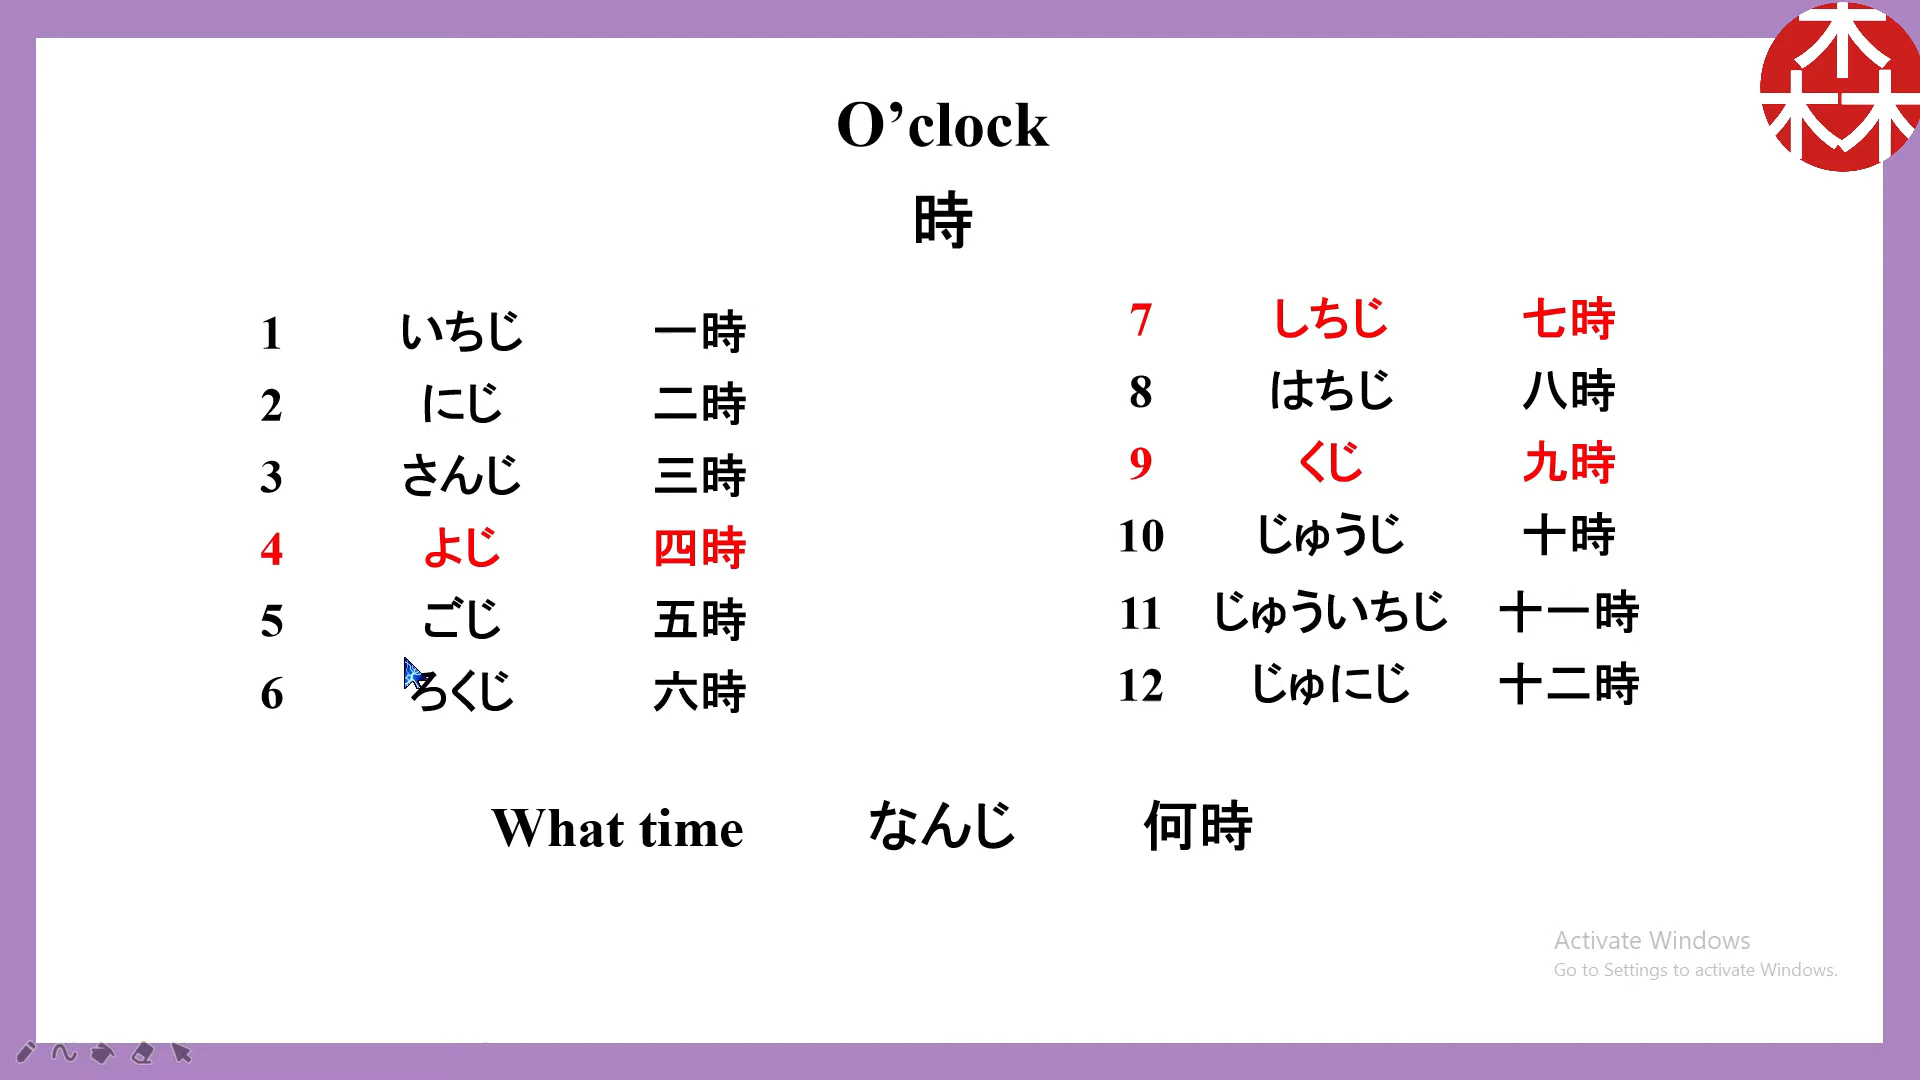 O’clock
時
1 いちじ 一時
2 にじ 二時
3 さんじ 三時
4 よじ 四時
5 ごじ 五時
6 ろくじ 六時
7 しちじ 七時
8 はちじ 八時
9 くじ 九時
10 じゅうじ 十時
11 じゅういちじ 十一時
12 じゅにじ 十二時
What time なんじ 何時
森
Activate Windows
Go to Settings to activate Windows.